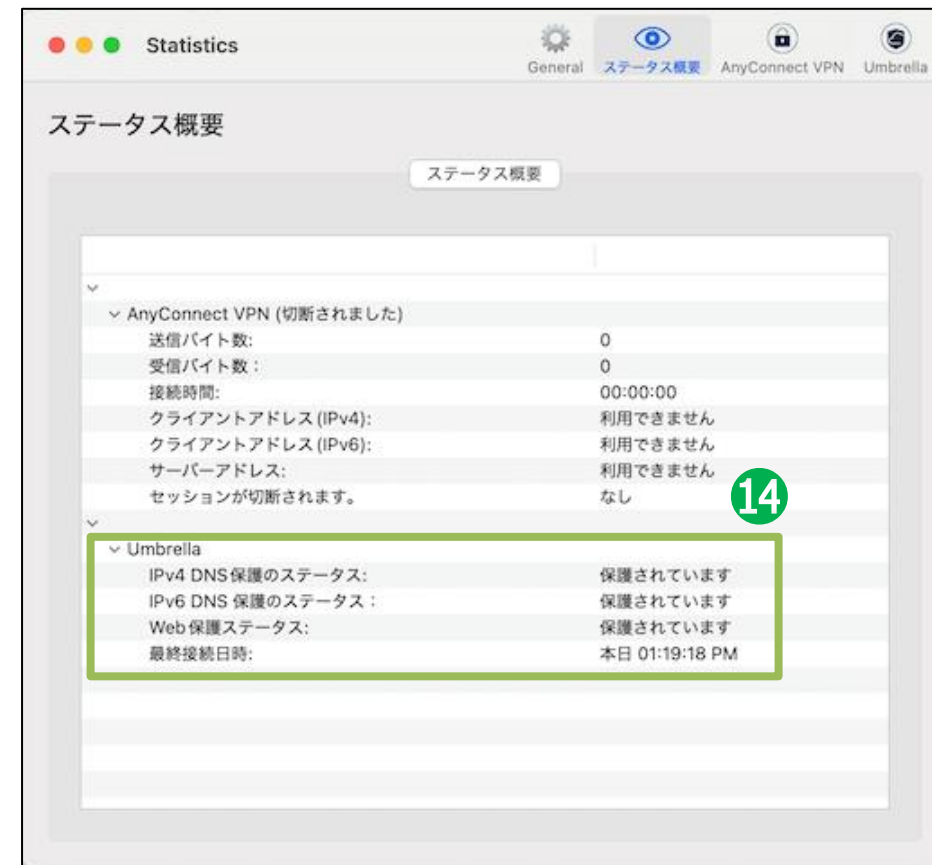 Statistics
General ステータス概要 AnyConnect VPN Umbrella
ステータス概要
ステータス概要
AnyConnect VPN (切断されました)
送信バイト数: 0
受信バイト数： 0
接続時間: 00:00:00
クライアントアドレス (IPv4): 利用できません
クライアントアドレス (IPv6): 利用できません
サーバーアドレス: 利用できません
セッションが切断されます。 なし
14
Umbrella
IPv4 DNS 保護のステータス: 保護されています
IPv6 DNS 保護のステータス： 保護されています
Web 保護ステータス: 保護されています
最終接続日時: 本日 01:19:18 PM